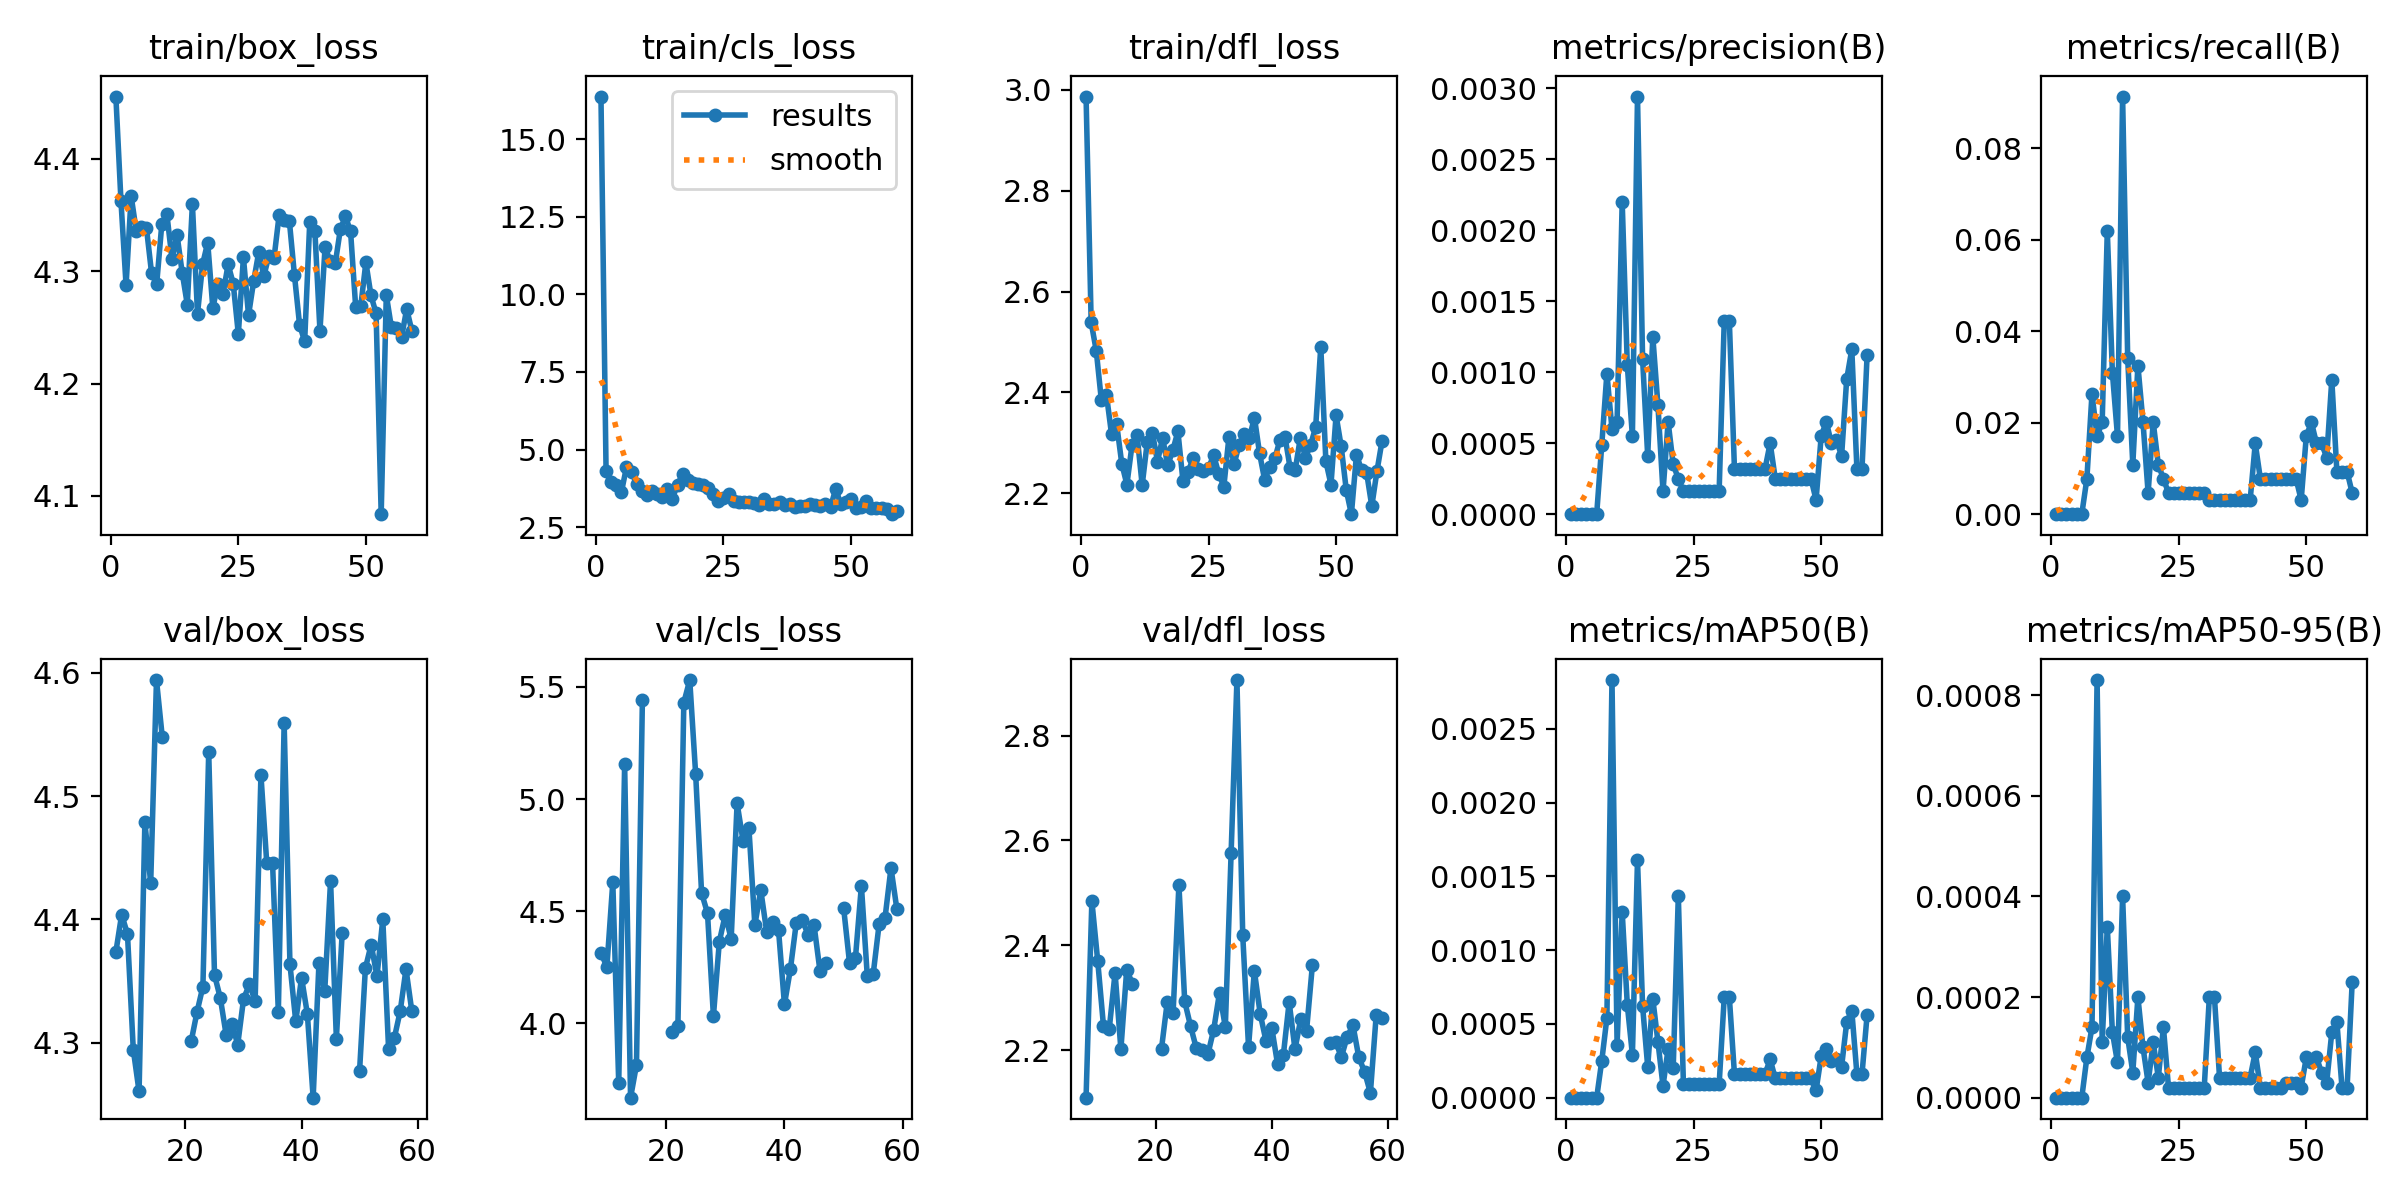 train/box_loss
4.4
4.3
4.2
4.1
0 25 50
train/cls_loss
results
smooth
15.0
12.5
10.0
7.5
5.0
2.5
0 25 50
train/dfl_loss
3.0
2.8
2.6
2.4
2.2
0 25 50
metrics/precision(B)
0.0030
0.0025
0.0020
0.0015
0.0010
0.0005
0.0000
0 25 50
metrics/recall(B)
0.08
0.06
0.04
0.02
0.00
0 25 50
val/box_loss
4.6
4.5
4.4
4.3
20 40 60
val/cls_loss
5.5
5.0
4.5
4.0
20 40 60
val/dfl_loss
2.8
2.6
2.4
2.2
20 40 60
metrics/mAP50(B)
0.0025
0.0020
0.0015
0.0010
0.0005
0.0000
0 25 50
metrics/mAP50-95(B)
0.0008
0.0006
0.0004
0.0002
0.0000
0 25 50